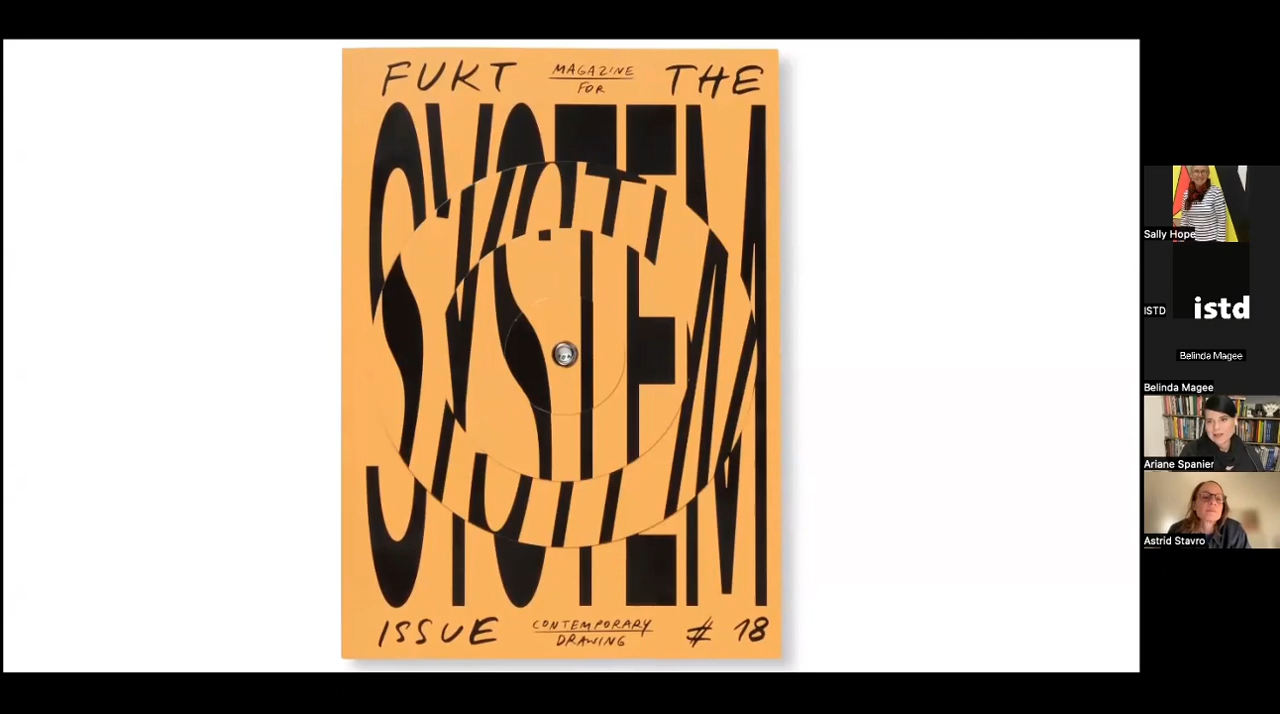 FUKT MAGAZINE FOR THE
SYSTEM
ISSUE CONTEMPORARY DRAWING # 18
Sally Hope
istd
ISTD
Belinda Magee
Belinda Magee
Ariane Spanier
Astrid Stavro